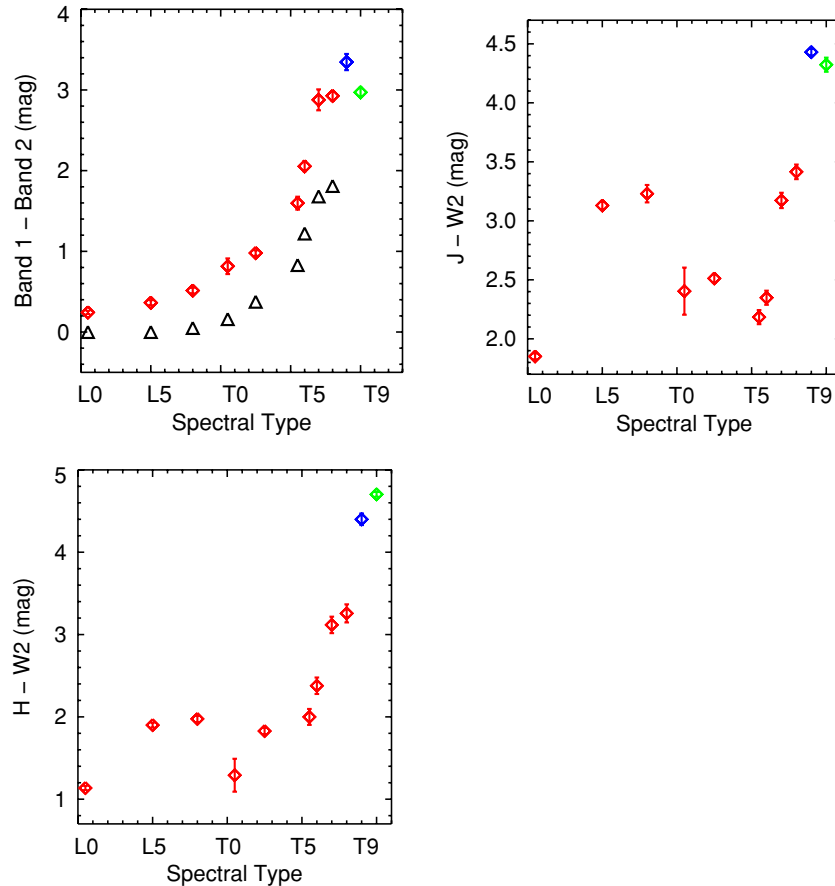 4
3
2
1
0
Band 1 − Band 2 (mag)
L0 L5 T0 T5 T9
Spectral Type
4.5
4.0
3.5
3.0
2.5
2.0
J − W2 (mag)
L0 L5 T0 T5 T9
Spectral Type
5
4
3
2
1
H − W2 (mag)
L0 L5 T0 T5 T9
Spectral Type